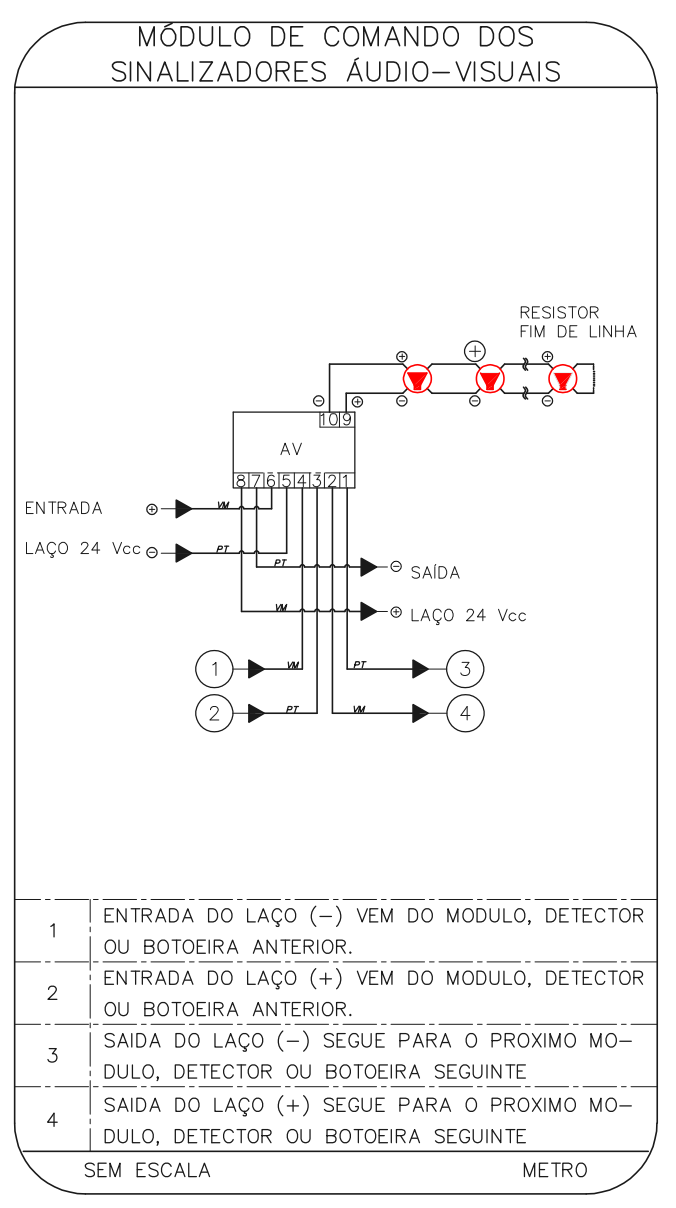 MÓDULO DE COMANDO DOS
SINALIZADORES ÁUDIO-VISUAIS
RESISTOR
FIM DE LINHA
+
+
+
-
+
-
-
-
10 9
AV
8 7 6 5 4 3 2 1
ENTRADA + VM
LAÇO 24 Vcc - PT
PT - SAÍDA
VM + LAÇO 24 Vcc
1 VM PT 3
2 PT VM 4
1 ENTRADA DO LAÇO (-) VEM DO MODULO, DETECTOR
OU BOTOEIRA ANTERIOR.
2 ENTRADA DO LAÇO (+) VEM DO MODULO, DETECTOR
OU BOTOEIRA ANTERIOR.
3 SAIDA DO LAÇO (-) SEGUE PARA O PROXIMO MO-
DULO, DETECTOR OU BOTOEIRA SEGUINTE
4 SAIDA DO LAÇO (+) SEGUE PARA O PROXIMO MO-
DULO, DETECTOR OU BOTOEIRA SEGUINTE
SEM ESCALA METRO